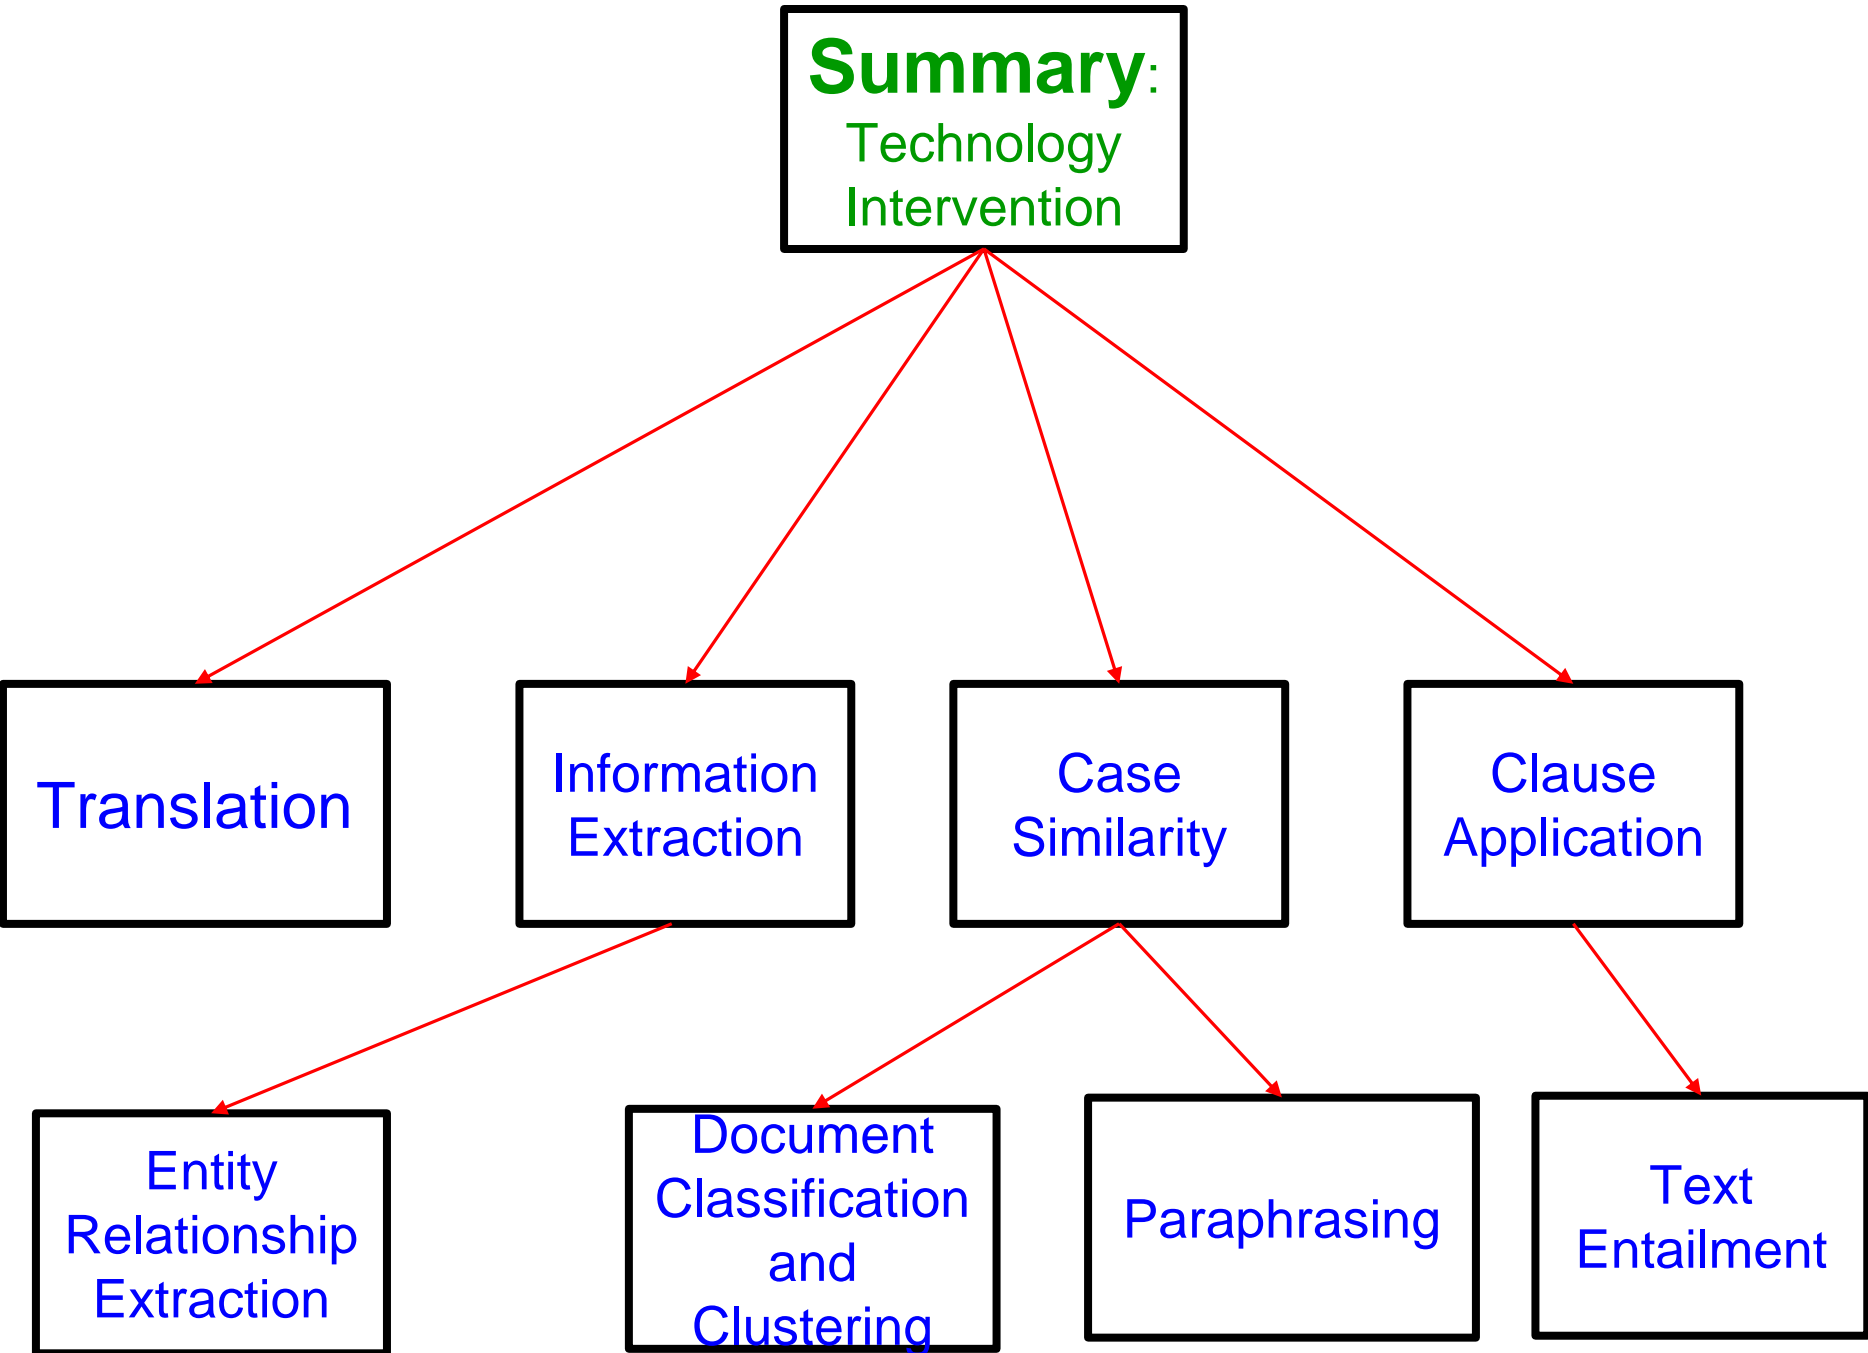 Summary:
Technology
Intervention
Translation
Information
Extraction
Case
Similarity
Clause
Application
Entity
Relationship
Extraction
Document
Classification
and
Clustering
Paraphrasing
Text
Entailment